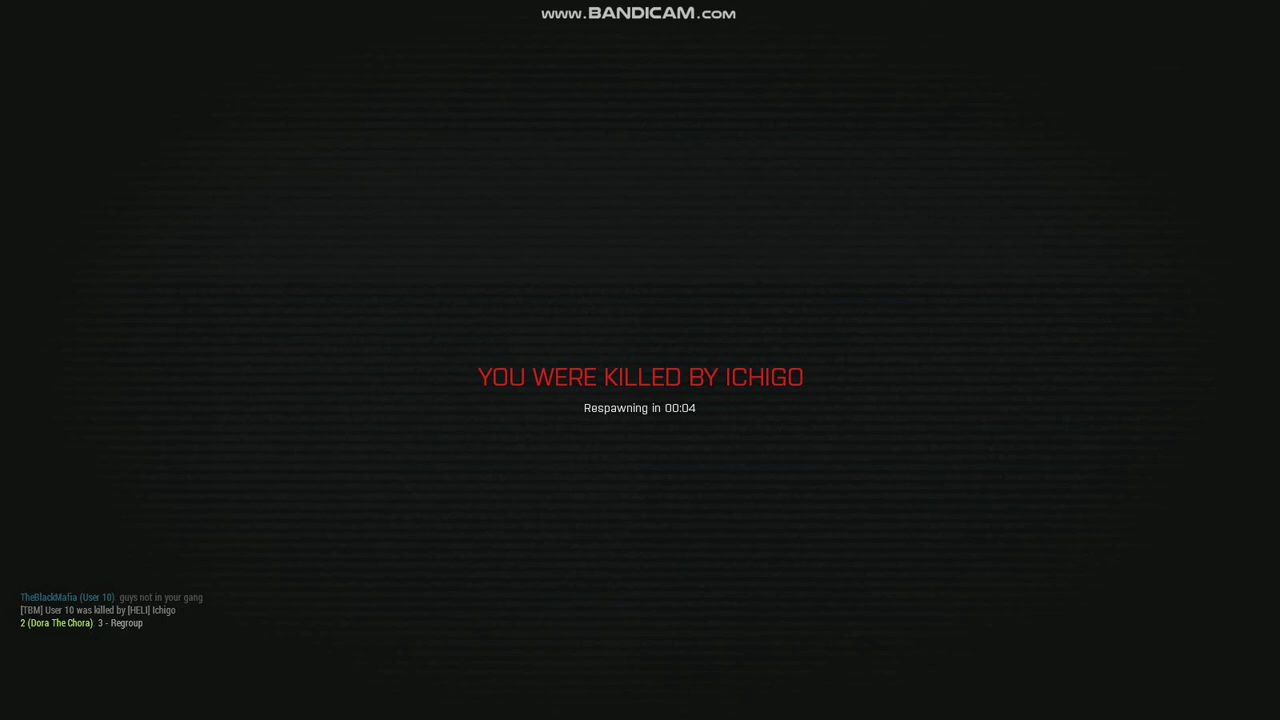 www.BANDICAM.com
YOU WERE KILLED BY ICHIGO
Respawning in 00:04
TheBlackMafia (User 10): guys not in your gang
[TBM] User 10 was killed by [HELI] Ichigo
2 (Dora The Chora): 3 - Regroup